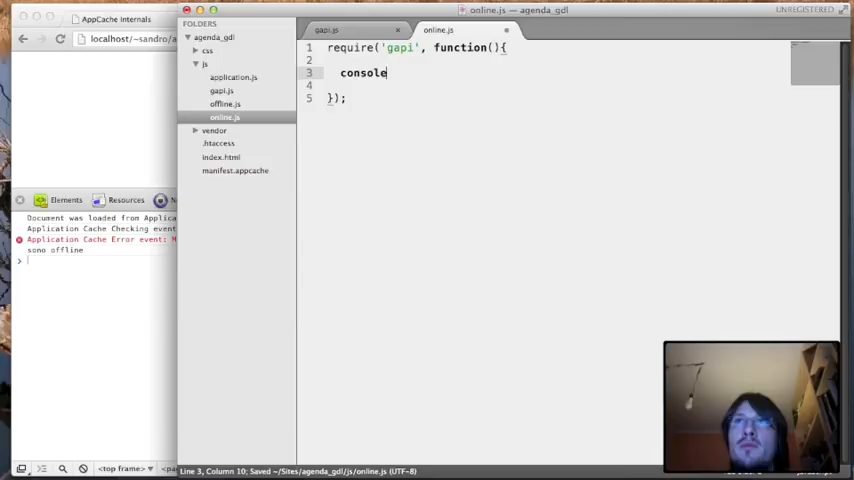 AppCache Internals
localhost/~sandro/a
Elements
Resources
N
Document was loaded from Applica
Application Cache Checking event
Application Cache Error event: M
sono offline
<top frame>
<pag
online.js — agenda_gdl
UNREGISTERED
FOLDERS
agenda_gdl
css
js
application.js
gapi.js
offline.js
online.js
vendor
.htaccess
index.html
manifest.appcache
gapi.js
online.js
1 require('gapi', function(){
2
3 console
4
5 });
Line 3, Column 10; Saved ~/Sites/agenda_gdl/js/online.js (UTF-8)